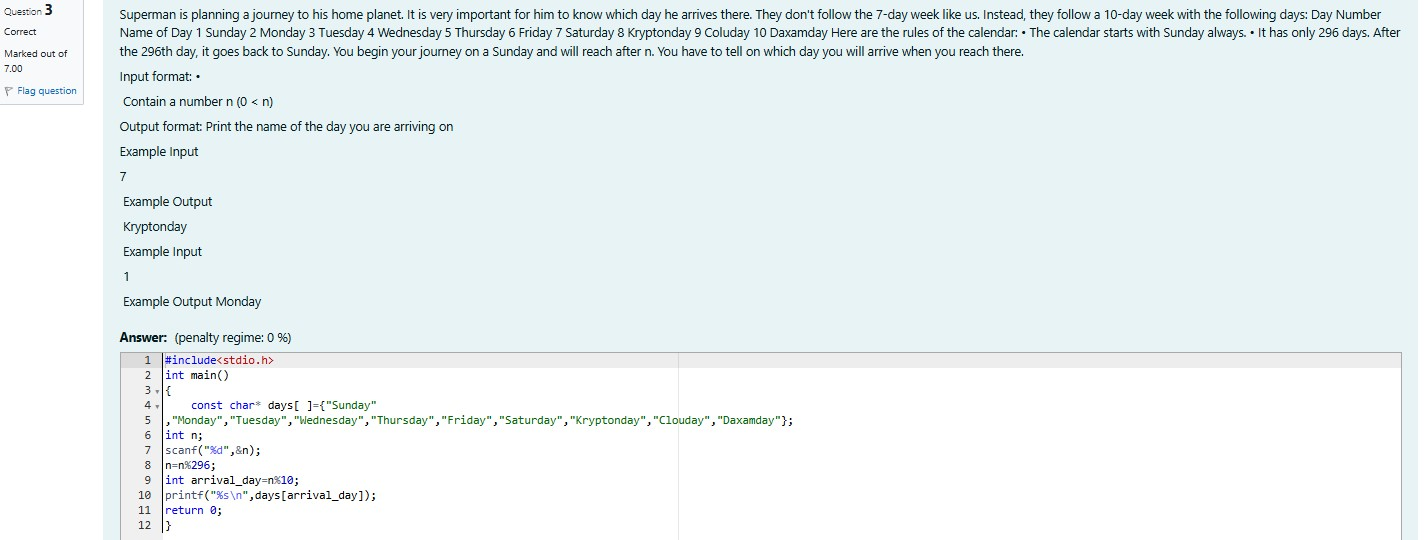 Question 3
Correct
Marked out of
7.00
Flag question
Superman is planning a journey to his home planet. It is very important for him to know which day he arrives there. They don't follow the 7-day week like us. Instead, they follow a 10-day week with the following days: Day Number
Name of Day 1 Sunday 2 Monday 3 Tuesday 4 Wednesday 5 Thursday 6 Friday 7 Saturday 8 Kryptonday 9 Coluday 10 Daxamday Here are the rules of the calendar: • The calendar starts with Sunday always. • It has only 296 days. After
the 296th day, it goes back to Sunday. You begin your journey on a Sunday and will reach after n. You have to tell on which day you will arrive when you reach there.
Input format: •
Contain a number n (0 < n)
Output format: Print the name of the day you are arriving on
Example Input
7
Example Output
Kryptonday
Example Input
1
Example Output Monday
Answer: (penalty regime: 0 %)
1 #include<stdio.h>
2 int main()
3 {
4 const char* days[ ]={"Sunday"
5 ,"Monday","Tuesday","Wednesday","Thursday","Friday","Saturday","Kryptonday","Clouday","Daxamday"};
6 int n;
7 scanf("%d",&n);
8 n=n%296;
9 int arrival_day=n%10;
10 printf("%s\n",days[arrival_day]);
11 return 0;
12 }